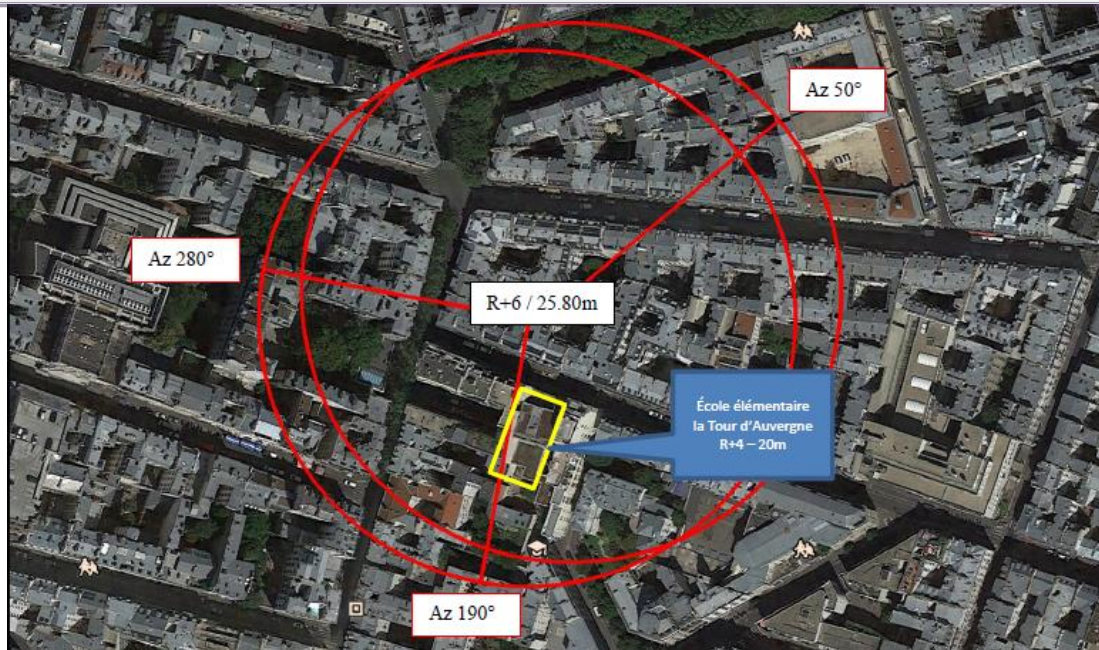 Az 50°
Az 280°
R+6 / 25.80m
École élémentaire
la Tour d'Auvergne
R+4 – 20m
Az 190°